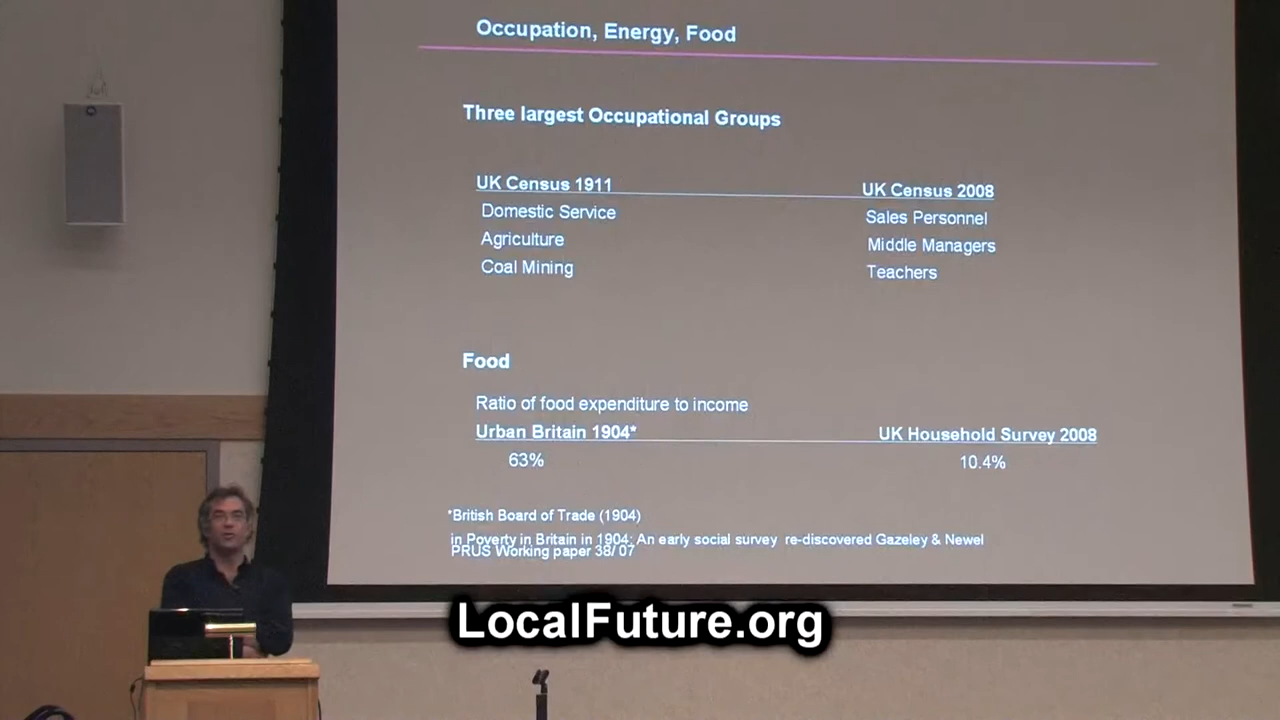 Occupation, Energy, Food
Three largest Occupational Groups
UK Census 1911
UK Census 2008
Domestic Service
Sales Personnel
Agriculture
Middle Managers
Coal Mining
Teachers
Food
Ratio of food expenditure to income
Urban Britain 1904*
UK Household Survey 2008
63%
10.4%
*British Board of Trade (1904)
in Poverty in Britain in 1904: An early social survey re-discovered Gazeley & Newel
PRUS Working paper 38/ 07
LocalFuture.org